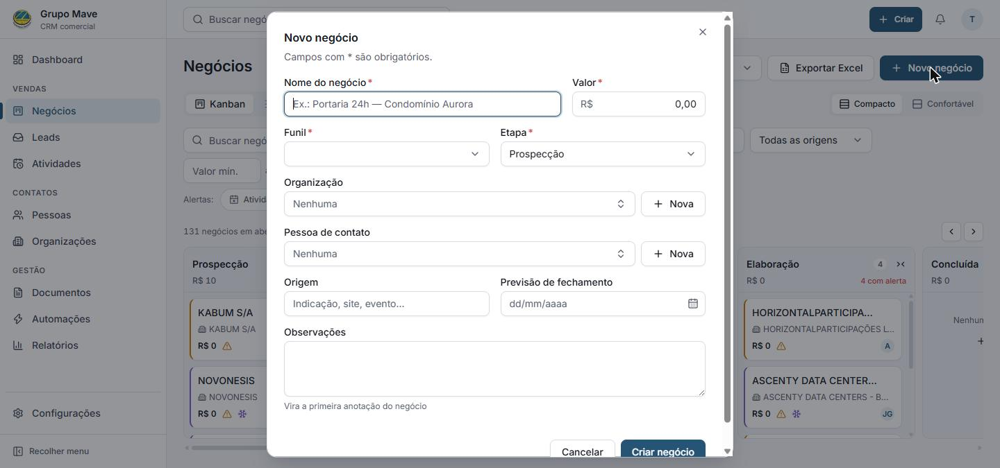 Grupo Mave
CRM comercial
Buscar negó
Criar
T
Dashboard
VENDAS
Negócios
Leads
Atividades
CONTATOS
Pessoas
Organizações
GESTÃO
Documentos
Automações
Relatórios
Configurações
Recolher menu
Negócios
Exportar Excel
Novo negócio
Kanban
Compacto
Confortável
Buscar negó
Todas as origens
Valor mín.
Alertas:
Ativid
131 negócios em abe
Prospecção
R$ 10
KABUM S/A
KABUM S/A
R$ 0
NOVONESIS
NOVONESIS
R$ 0
Novo negócio
Campos com * são obrigatórios.
Nome do negócio *
Valor *
Ex.: Portaria 24h — Condomínio Aurora
R$ 0,00
Funil *
Etapa *
Prospecção
Organização
Nenhuma
Nova
Pessoa de contato
Nenhuma
Nova
Origem
Previsão de fechamento
Indicação, site, evento...
dd/mm/aaaa
Observações
Vira a primeira anotação do negócio
Cancelar
Criar negócio
Elaboração
4
R$ 0
4 com alerta
HORIZONTALPARTICIPA...
HORIZONTALPARTICIPAÇÕES L...
R$ 0
A
ASCENTY DATA CENTER...
ASCENTY DATA CENTERS - B...
R$ 0
JG
Concluída
R$ 0
Nenhun